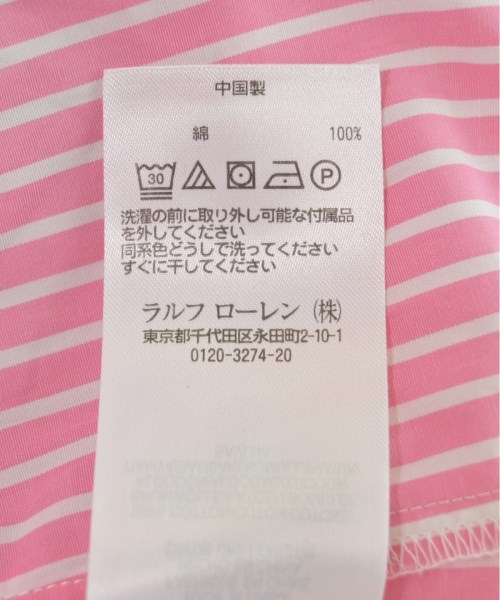 中国製
綿 100%
30 P
洗濯の前に取り外し可能な付属品
を外してください
同系色どうしで洗ってください
すぐに干してください
ラルフ ローレン (株)
東京都千代田区永田町2-10-1
0120-3274-20